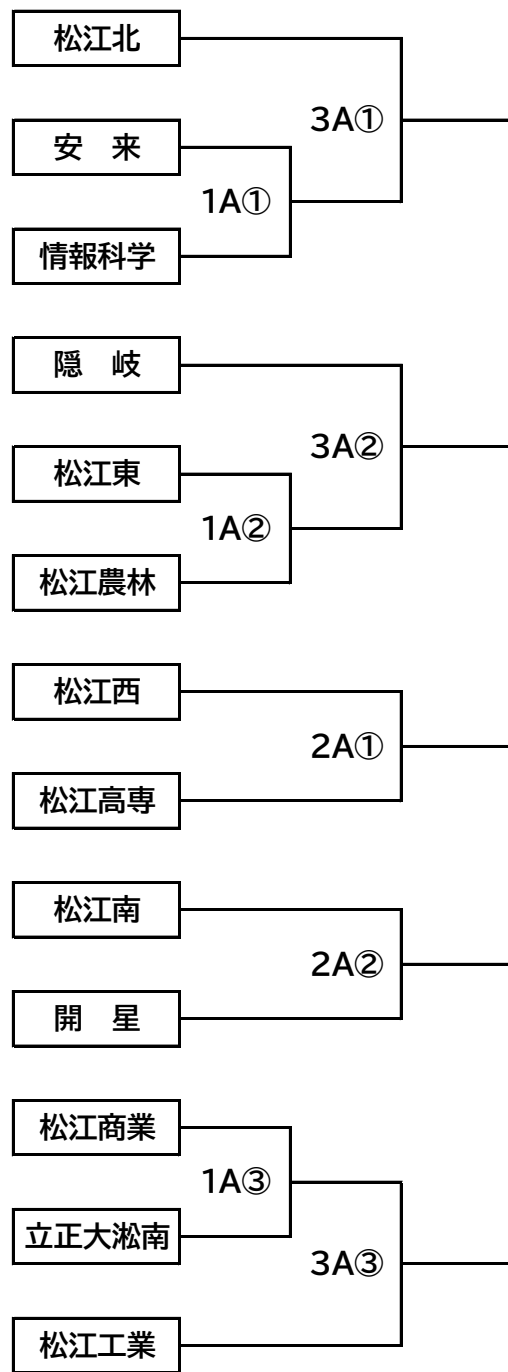 松江北
3A①
安　来
1A①
情報科学
隠　岐
3A②
松江東
1A②
松江農林
松江西
2A①
松江高専
松江南
2A②
開　星
松江商業
1A③
立正大淞南
3A③
松江工業